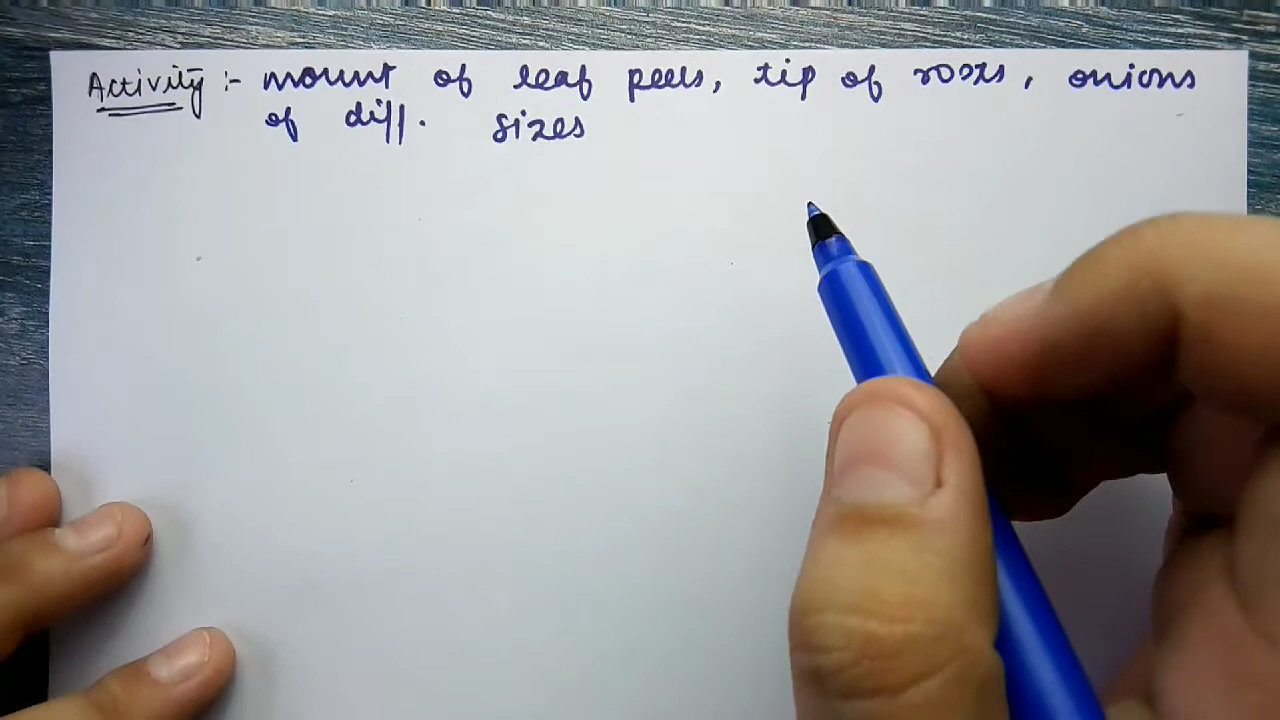 Activity :- mount of leaf peels, tip of roots, onions
of diff. sizes